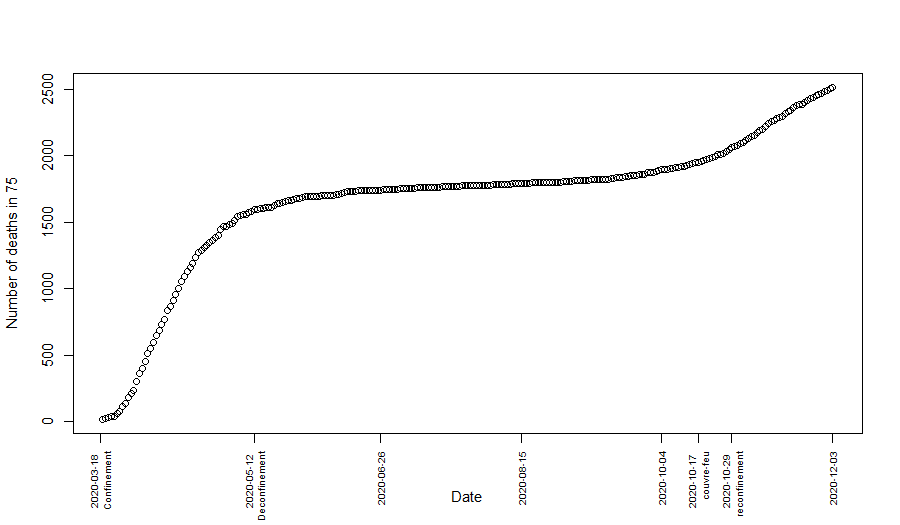 Number of deaths in 75
2500
2000
1500
1000
500
0
2020-03-18
Confinement
2020-05-12
Deconfinement
2020-06-26
2020-08-15
2020-10-04
2020-10-17
couvre-feu
2020-10-29
reconfinement
2020-12-03
Date